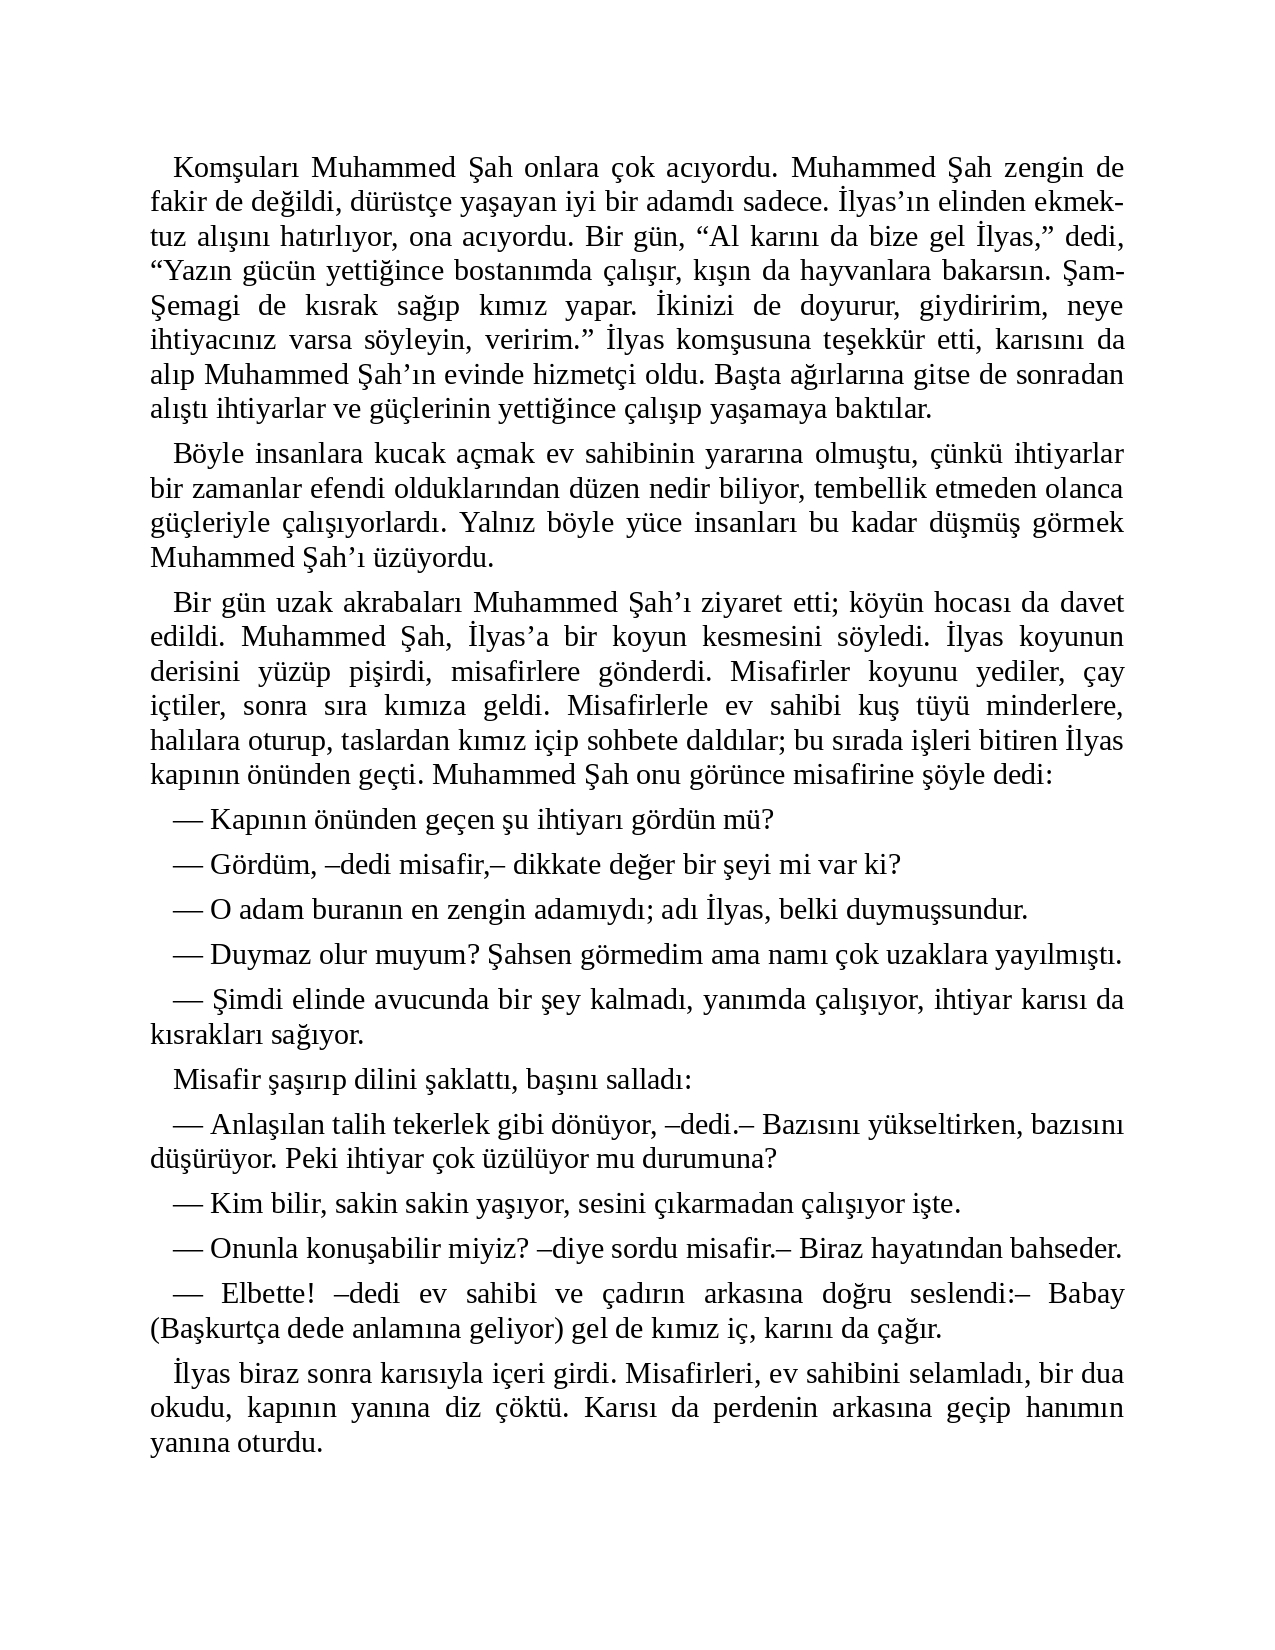 Komşuları Muhammed Şah onlara çok acıyordu. Muhammed Şah zengin de
fakir de değildi, dürüstçe yaşayan iyi bir adamdı sadece. İlyas’ın elinden ekmek-
tuz alışını hatırlıyor, ona acıyordu. Bir gün, “Al karını da bize gel İlyas,” dedi,
“Yazın gücün yettiğince bostanımda çalışır, kışın da hayvanlara bakarsın. Şam-
Şemagi de kısrak sağıp kımız yapar. İkinizi de doyurur, giydiririm, neye
ihtiyacınız varsa söyleyin, veririm.” İlyas komşusuna teşekkür etti, karısını da
alıp Muhammed Şah’ın evinde hizmetçi oldu. Başta ağırlarına gitse de sonradan
alıştı ihtiyarlar ve güçlerinin yettiğince çalışıp yaşamaya baktılar.
Böyle insanlara kucak açmak ev sahibinin yararına olmuştu, çünkü ihtiyarlar
bir zamanlar efendi olduklarından düzen nedir biliyor, tembellik etmeden olanca
güçleriyle çalışıyorlardı. Yalnız böyle yüce insanları bu kadar düşmüş görmek
Muhammed Şah’ı üzüyordu.
Bir gün uzak akrabaları Muhammed Şah’ı ziyaret etti; köyün hocası da davet
edildi. Muhammed Şah, İlyas’a bir koyun kesmesini söyledi. İlyas koyunun
derisini yüzüp pişirdi, misafirlere gönderdi. Misafirler koyunu yediler, çay
içtiler, sonra sıra kımıza geldi. Misafirlerle ev sahibi kuş tüyü minderlere,
halılara oturup, taslardan kımız içip sohbete daldılar; bu sırada işleri bitiren İlyas
kapının önünden geçti. Muhammed Şah onu görünce misafirine şöyle dedi:
— Kapının önünden geçen şu ihtiyarı gördün mü?
— Gördüm, –dedi misafir,– dikkate değer bir şeyi mi var ki?
— O adam buranın en zengin adamıydı; adı İlyas, belki duymuşsundur.
— Duymaz olur muyum? Şahsen görmedim ama namı çok uzaklara yayılmıştı.
— Şimdi elinde avucunda bir şey kalmadı, yanımda çalışıyor, ihtiyar karısı da
kısrakları sağıyor.
Misafir şaşırıp dilini şaklattı, başını salladı:
— Anlaşılan talih tekerlek gibi dönüyor, –dedi.– Bazısını yükseltirken, bazısını
düşürüyor. Peki ihtiyar çok üzülüyor mu durumuna?
— Kim bilir, sakin sakin yaşıyor, sesini çıkarmadan çalışıyor işte.
— Onunla konuşabilir miyiz? –diye sordu misafir.– Biraz hayatından bahseder.
— Elbette! –dedi ev sahibi ve çadırın arkasına doğru seslendi:– Babay
(Başkurtça dede anlamına geliyor) gel de kımız iç, karını da çağır.
İlyas biraz sonra karısıyla içeri girdi. Misafirleri, ev sahibini selamladı, bir dua
okudu, kapının yanına diz çöktü. Karısı da perdenin arkasına geçip hanımın
yanına oturdu.